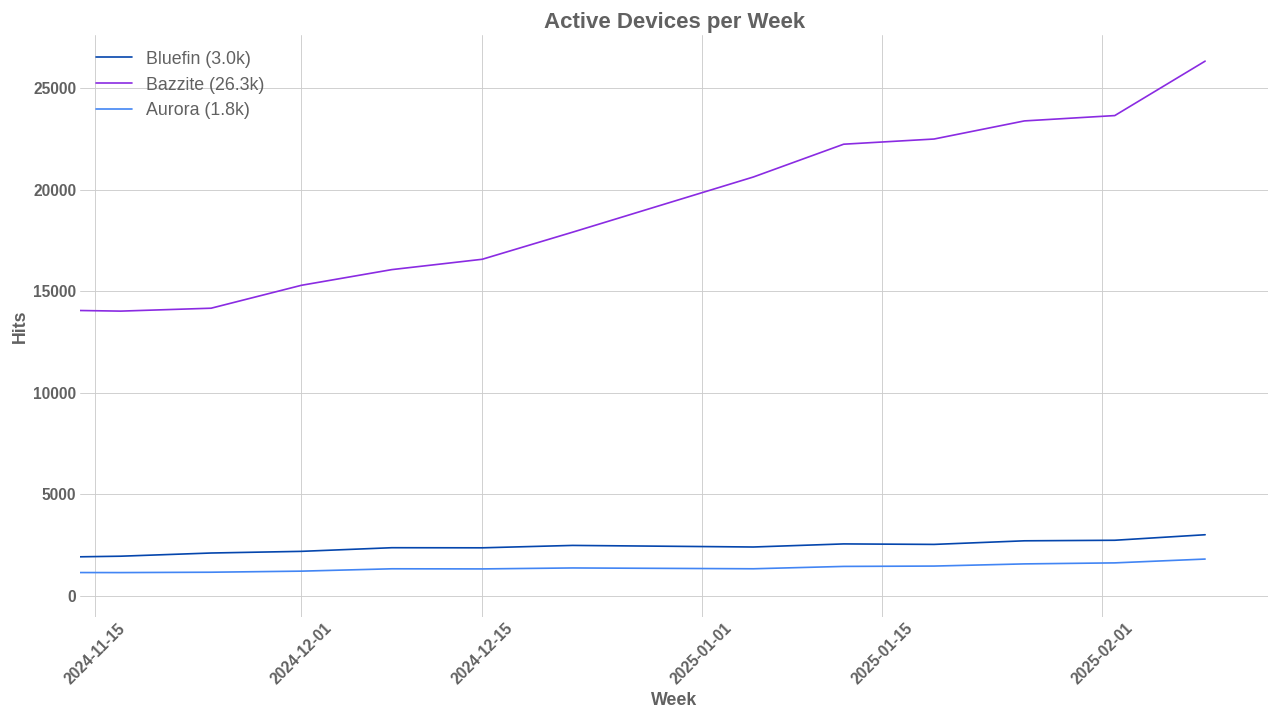 Active Devices per Week
Bluefin (3.0k)
Bazzite (26.3k)
Aurora (1.8k)
25000
20000
15000
10000
5000
0
Hits
2024-11-15
2024-12-01
2024-12-15
2025-01-01
2025-01-15
2025-02-01
Week